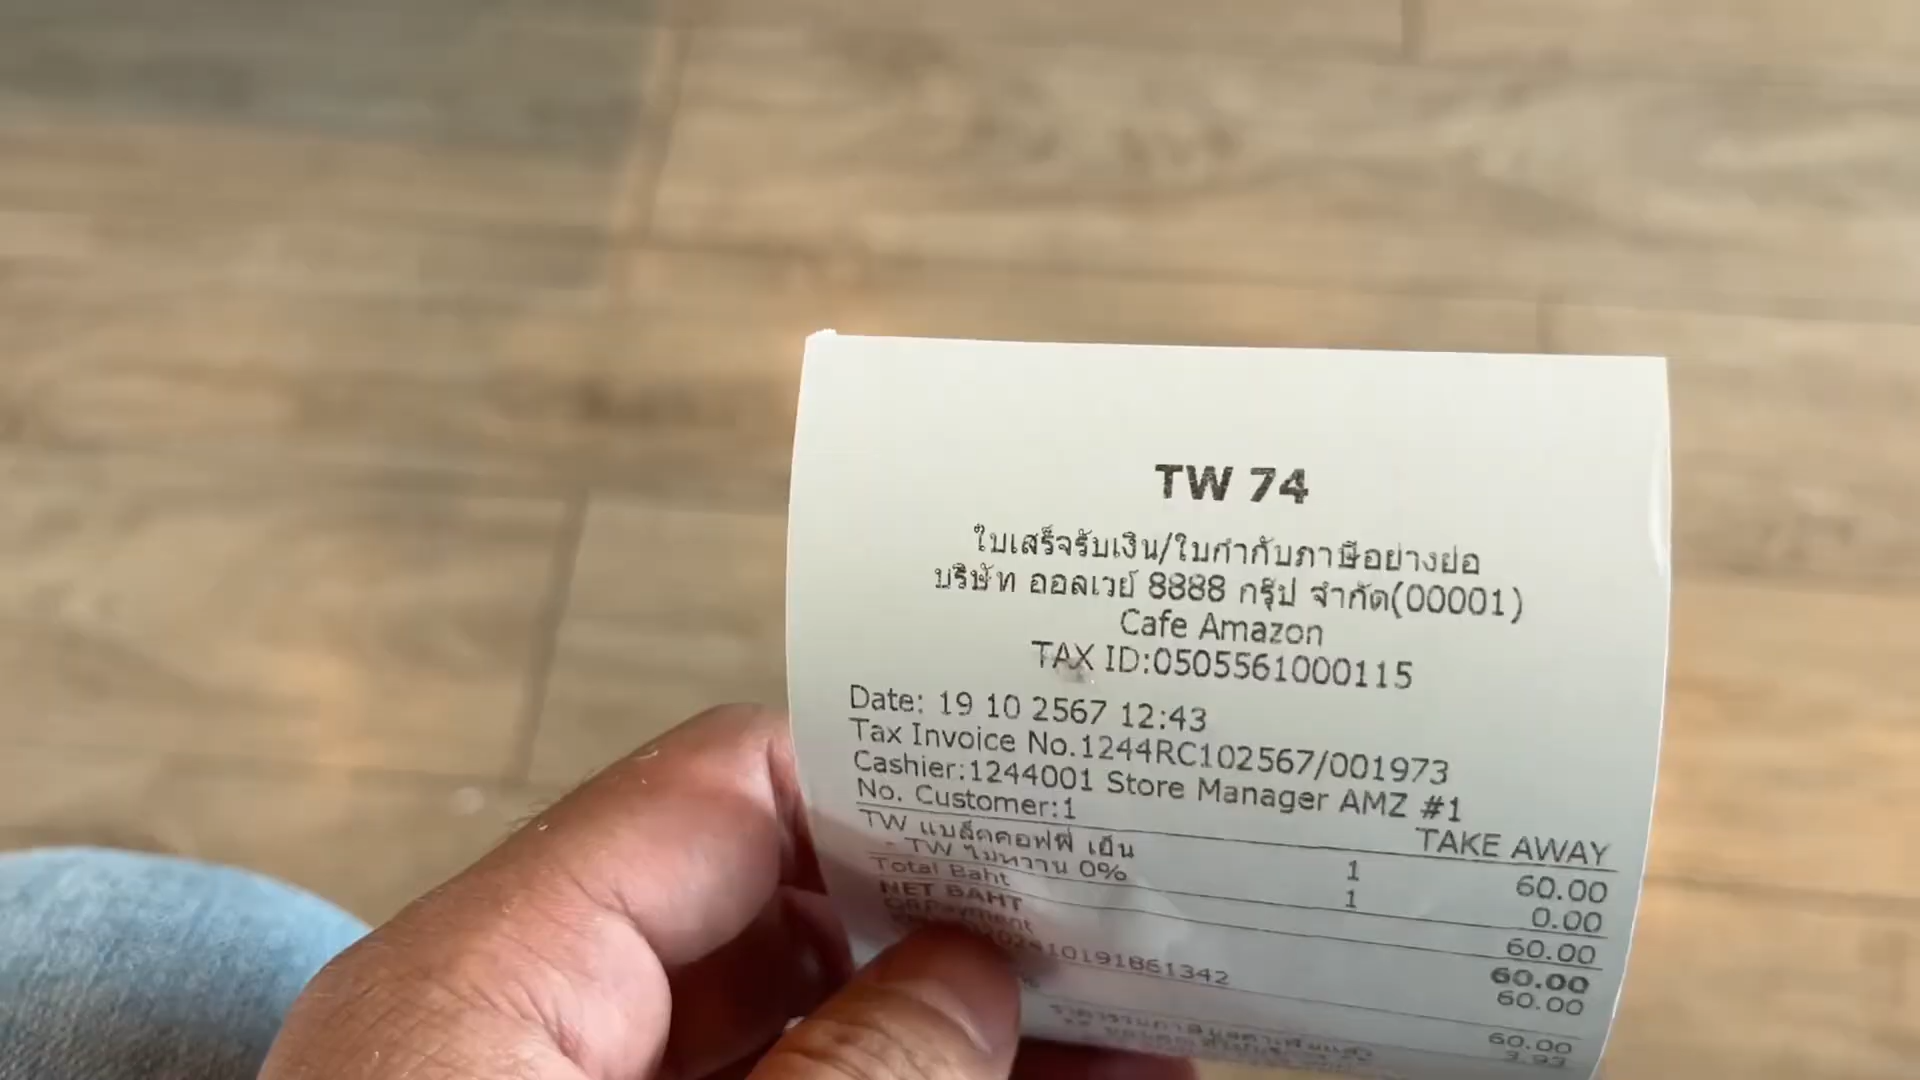 TW 74
ใบเสร็จรับเงิน/ใบกำกับภาษีอย่างย่อ
บริษัท ออลเวย์ 8888 กรุ๊ป จำกัด(00001)
Cafe Amazon
TAX ID:0505561000115
Date: 19 10 2567 12:43
Tax Invoice No.1244RC102567/001973
Cashier:1244001 Store Manager AMZ #1
No. Customer:1
TAKE AWAY
TW แบล็คคอฟฟี่ เย็น 1 60.00
- TW ไม่หวาน 0% 1 0.00
Total Baht 60.00
NET BAHT 60.00
QR Payment 60.00
60.00
3.93